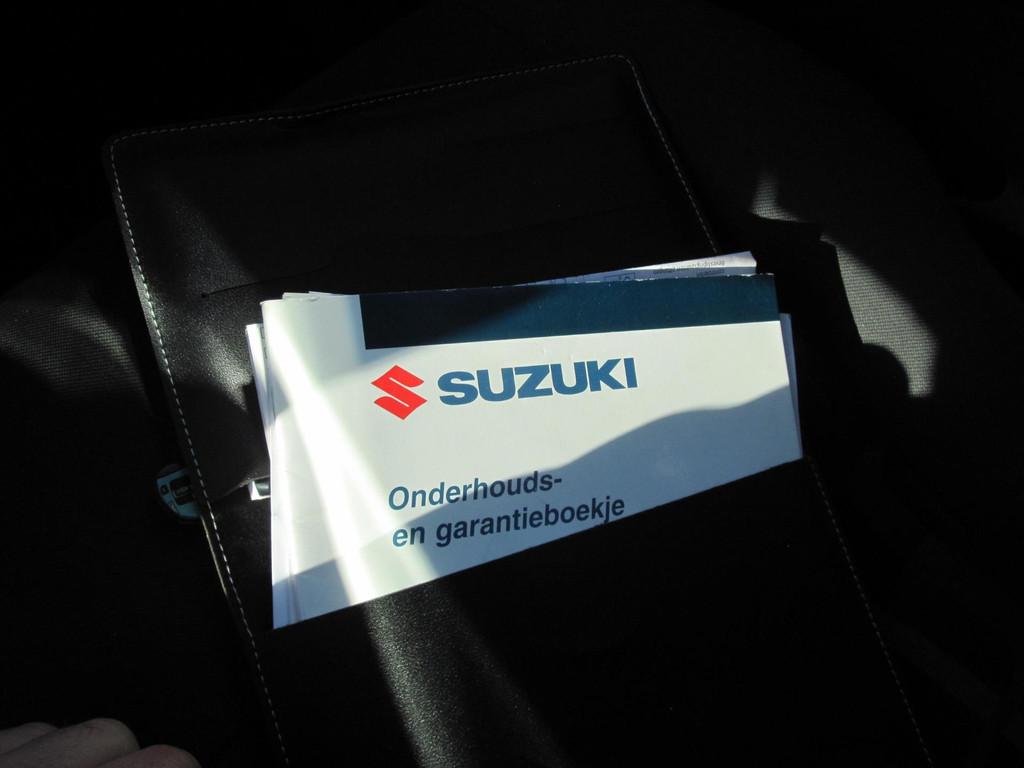 SUZUKI
Onderhouds-
en garantieboekje